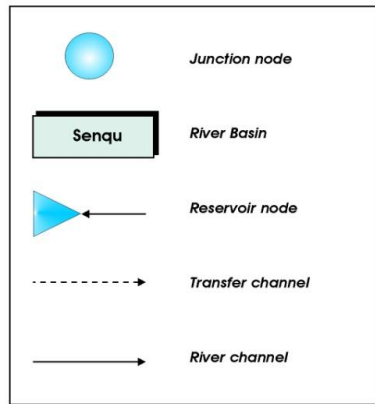 Junction node
Senqu
River Basin
Reservoir node
Transfer channel
River channel